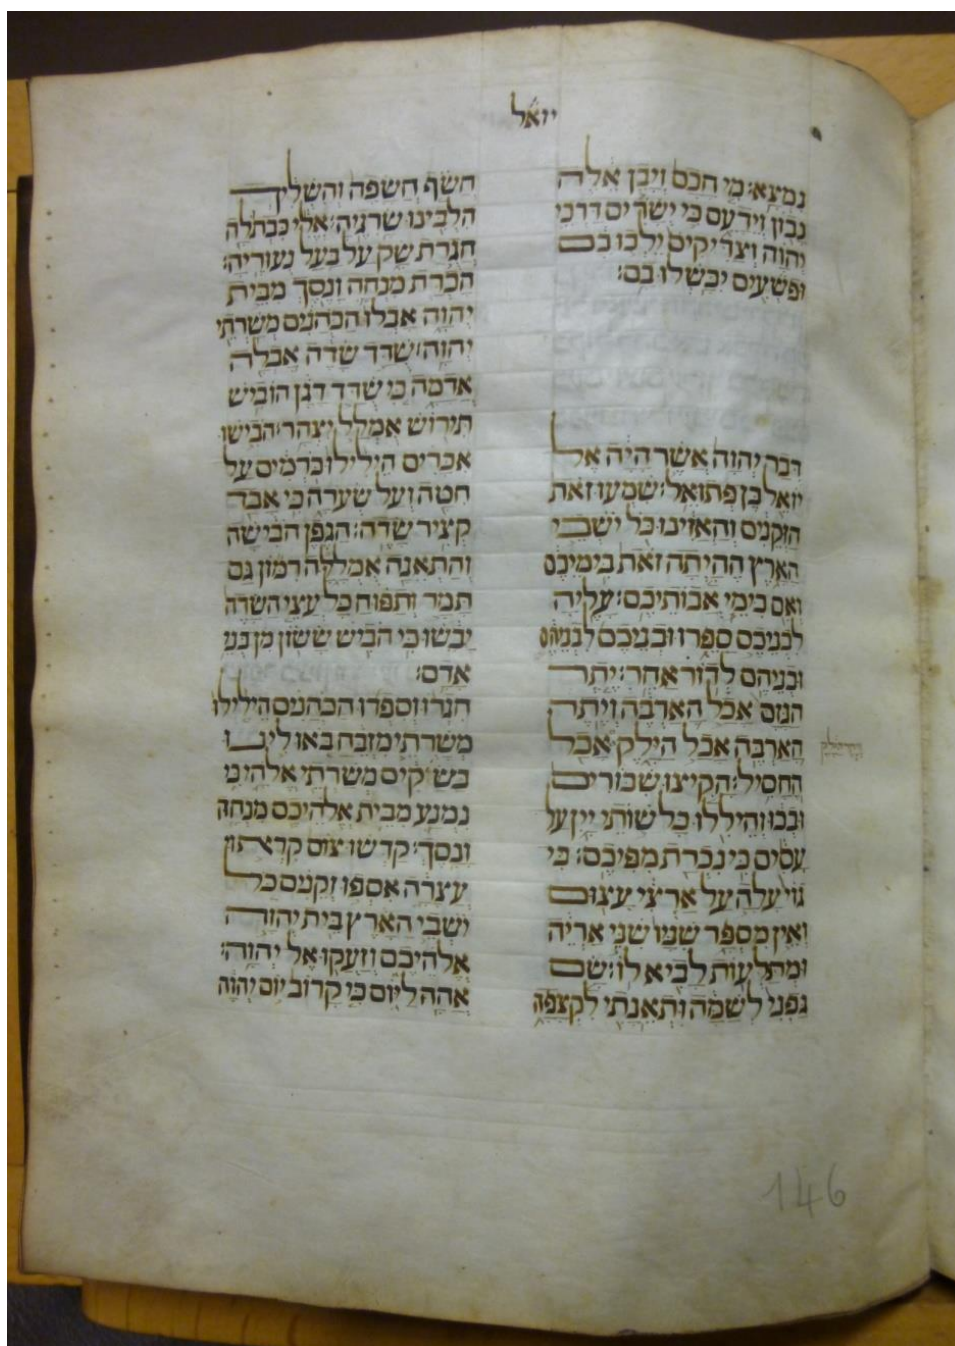 יואל
נמצא: מי חכם ויבן אלה
נבון וידעם כי ישרים דרכי
יהוה וצדיקים ילכו בם
ופשעים יכשלו בם:
דבר יהוה אשר היה אל
יואל בן פתואל: שמעו זאת
הזקנים והאזינו כל ישבי
הארץ ההיתה זאת בימיכם
ואם בימי אבותיכם: עליה
לבניכם ספרו ובניכם לבניהם
ובניהם לדור אחר: יתר
הגזם אכל הארבה ויתר
הארבה אכל הילק אכל
ויתר הילק
החסיל: הקיצו שכורים
ובכו והיללו כל שותי יין על
עסיס כי נכרת מפיכם: כי
גוי עלה על ארצי עצום
ואין מספר שניו שני אריה
ומתלעות לביא לו: שם
גפני לשמה ותאנתי לקצפה
חשף חשפה והשליך
הלבינו שרגיה: אלי כבתלה
חגרת שק על בעל נעוריה:
הכרת מנחה ונסך מבית
יהוה אבלו הכהנים משרתי
יהוה: שדד שדה אבלה
אדמה כי שדד דגן הוביש
תירוש אמלל יצהר: הבישו
אכרים הילילו כרמים על
חטה ועל שערה כי אבד
קציר שדה: הגפן הבישה
והתאנה אמללה רמון גם
תמר ותפוח כל עצי השדה
יבשו כי הביש ששון מן בני
אדם:
חגרו וספדו הכהנים הילילו
משרתי מזבח באו לינו
בשקים משרתי אלהי כי
נמנע מבית אלהיכם מנחה
ונסך: קדשו צום קראו
עצרה אספו זקנים כל
ישבי הארץ בית יהוה
אלהיכם וזעקו אל יהוה:
אהה ליום כי קרוב יום יהוה
146